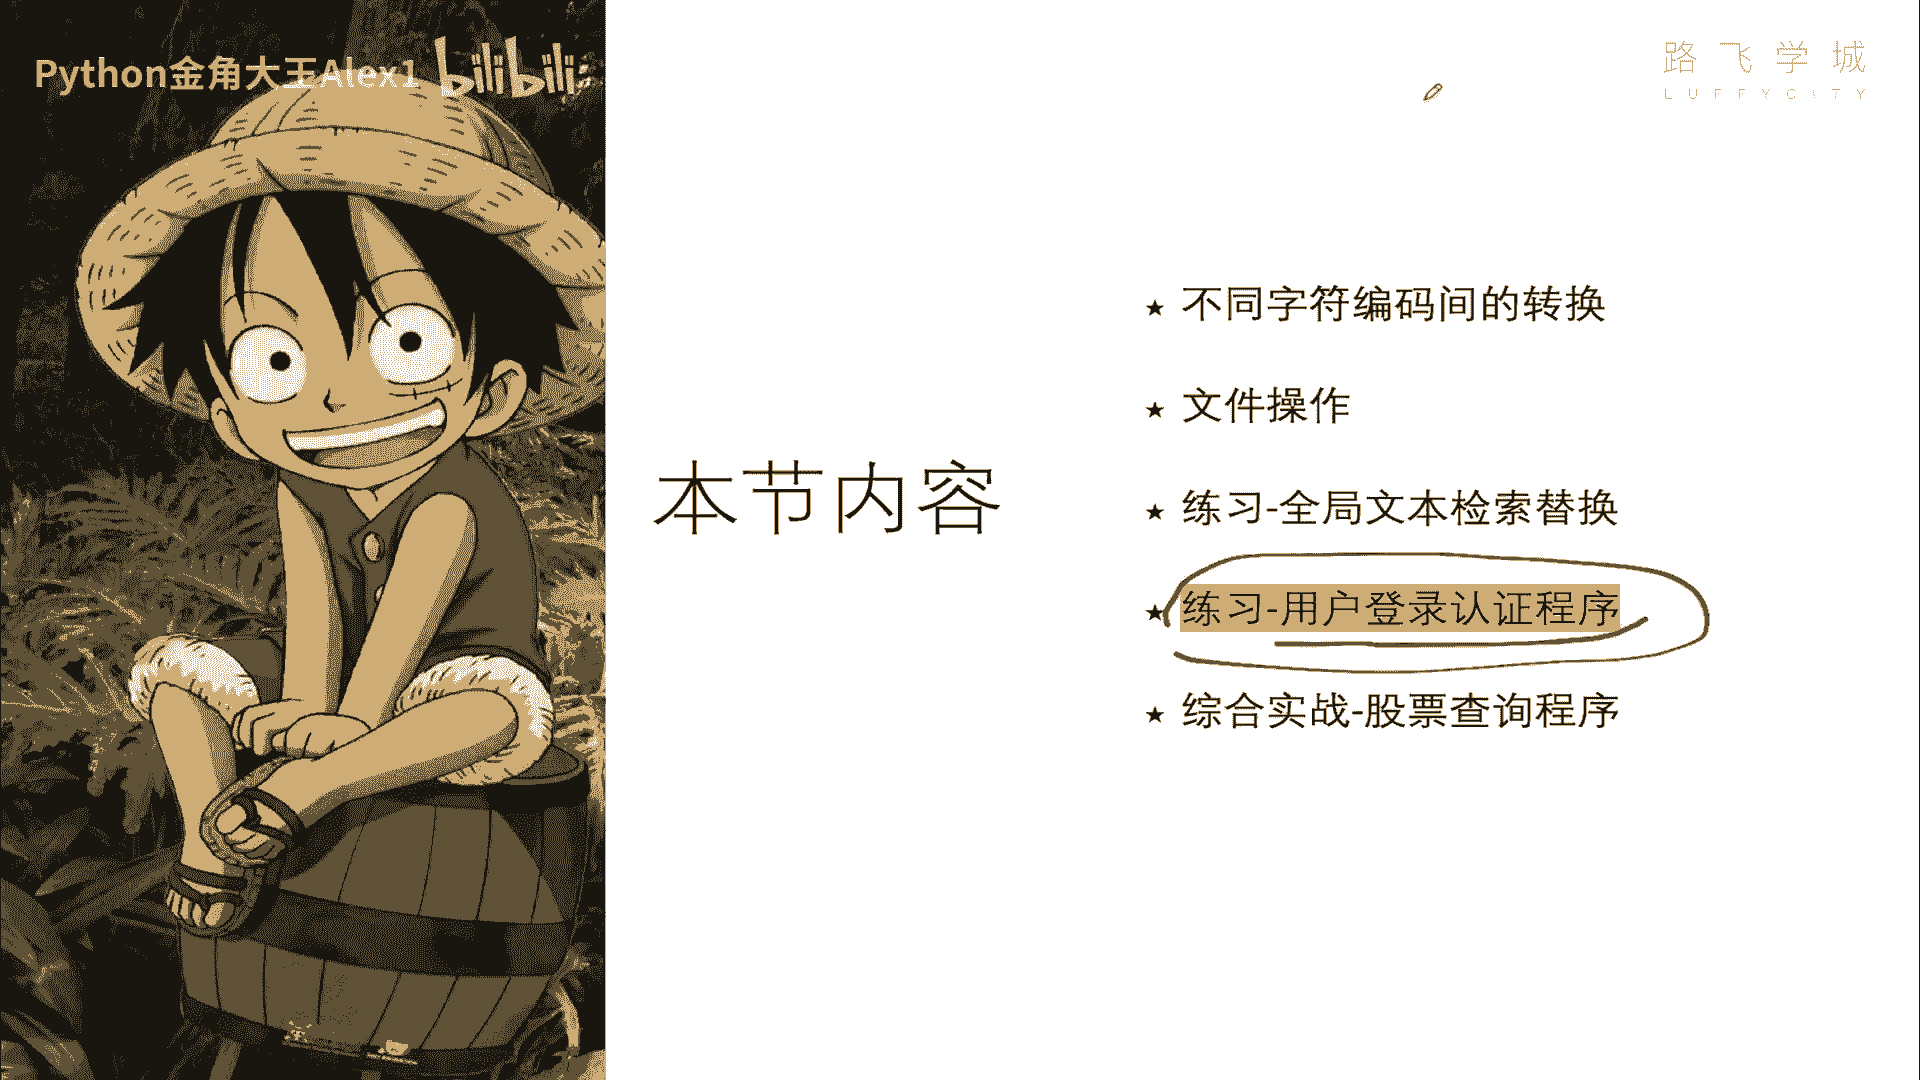 Python金角大王Alex1 bilibili
路飞学城
LUFFYCITY
本节内容
★ 不同字符编码间的转换
★ 文件操作
★ 练习-全局文本检索替换
★ 练习-用户登录认证程序
★ 综合实战-股票查询程序